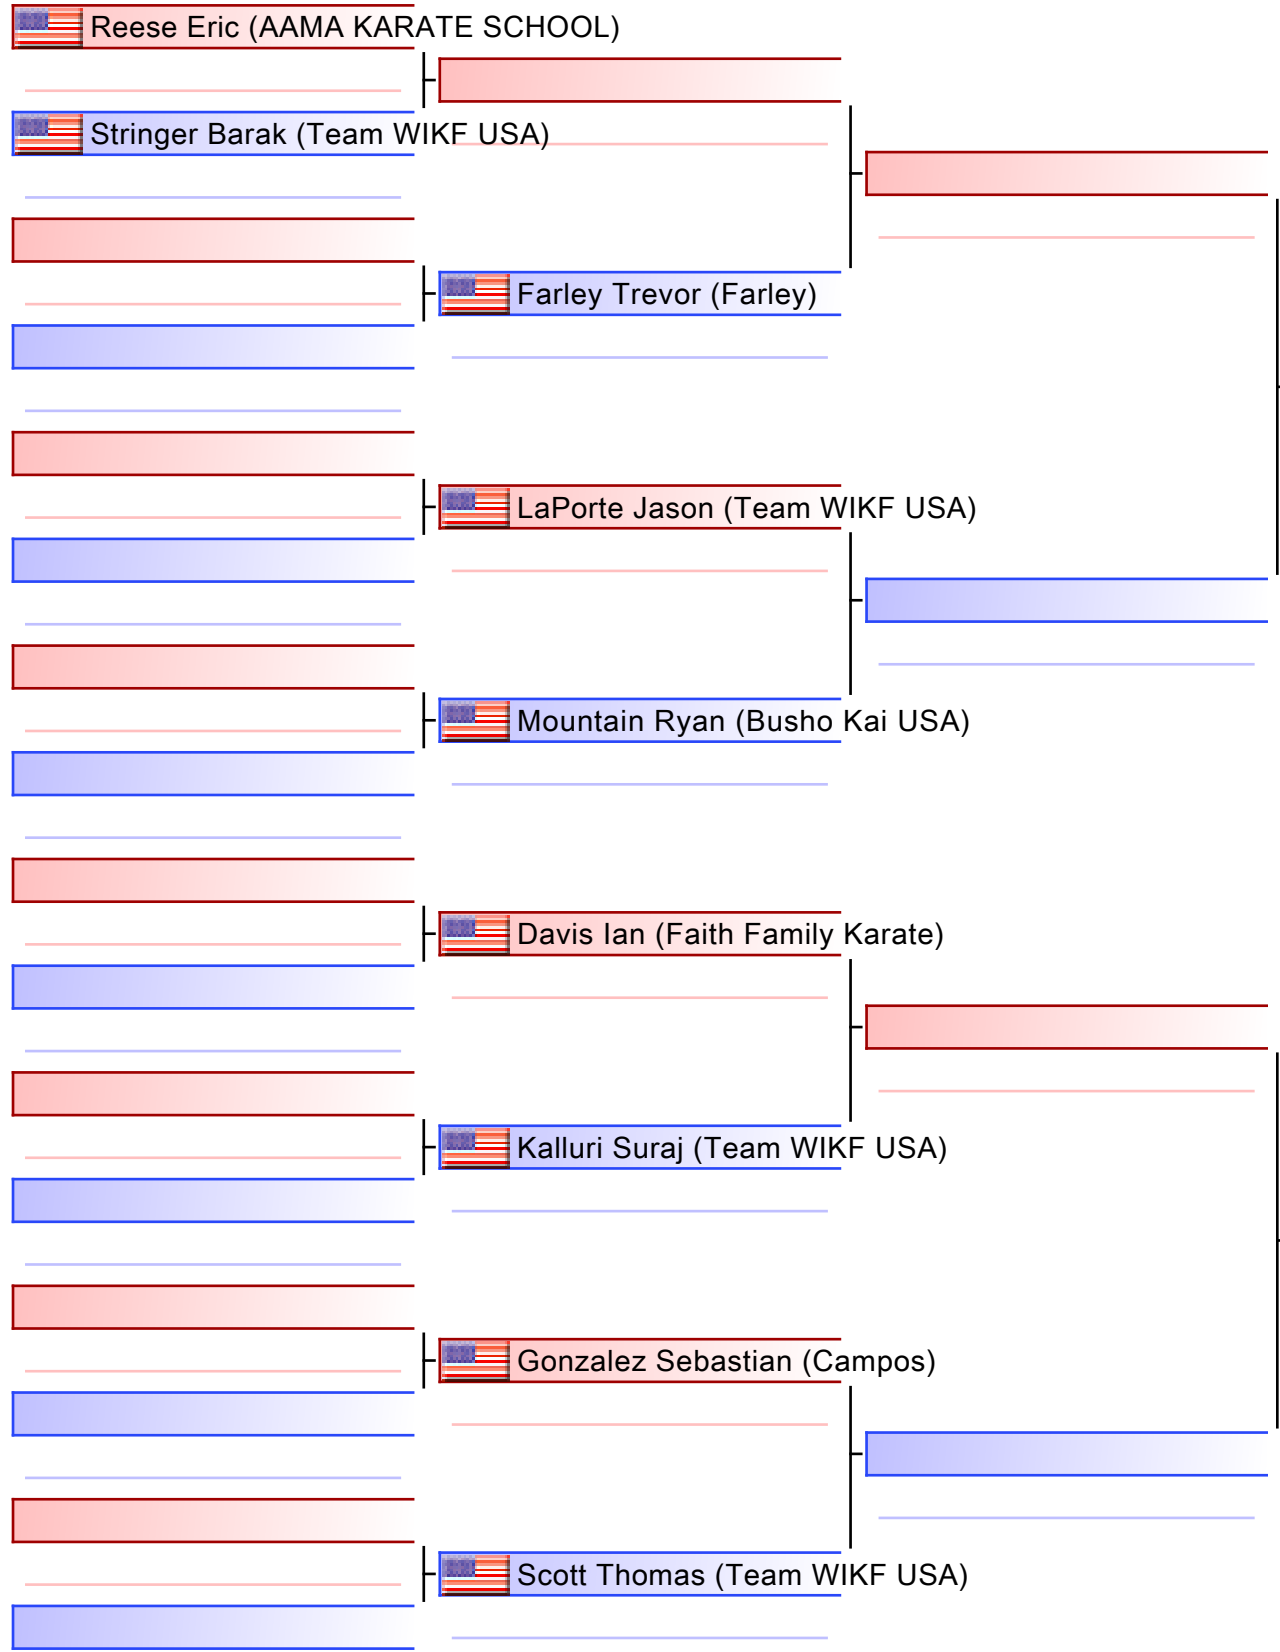 Reese Eric (AAMA KARATE SCHOOL)
Stringer Barak (Team WIKF USA)
Farley Trevor (Farley)
LaPorte Jason (Team WIKF USA)
Mountain Ryan (Busho Kai USA)
Davis Ian (Faith Family Karate)
Kalluri Suraj (Team WIKF USA)
Gonzalez Sebastian (Campos)
Scott Thomas (Team WIKF USA)